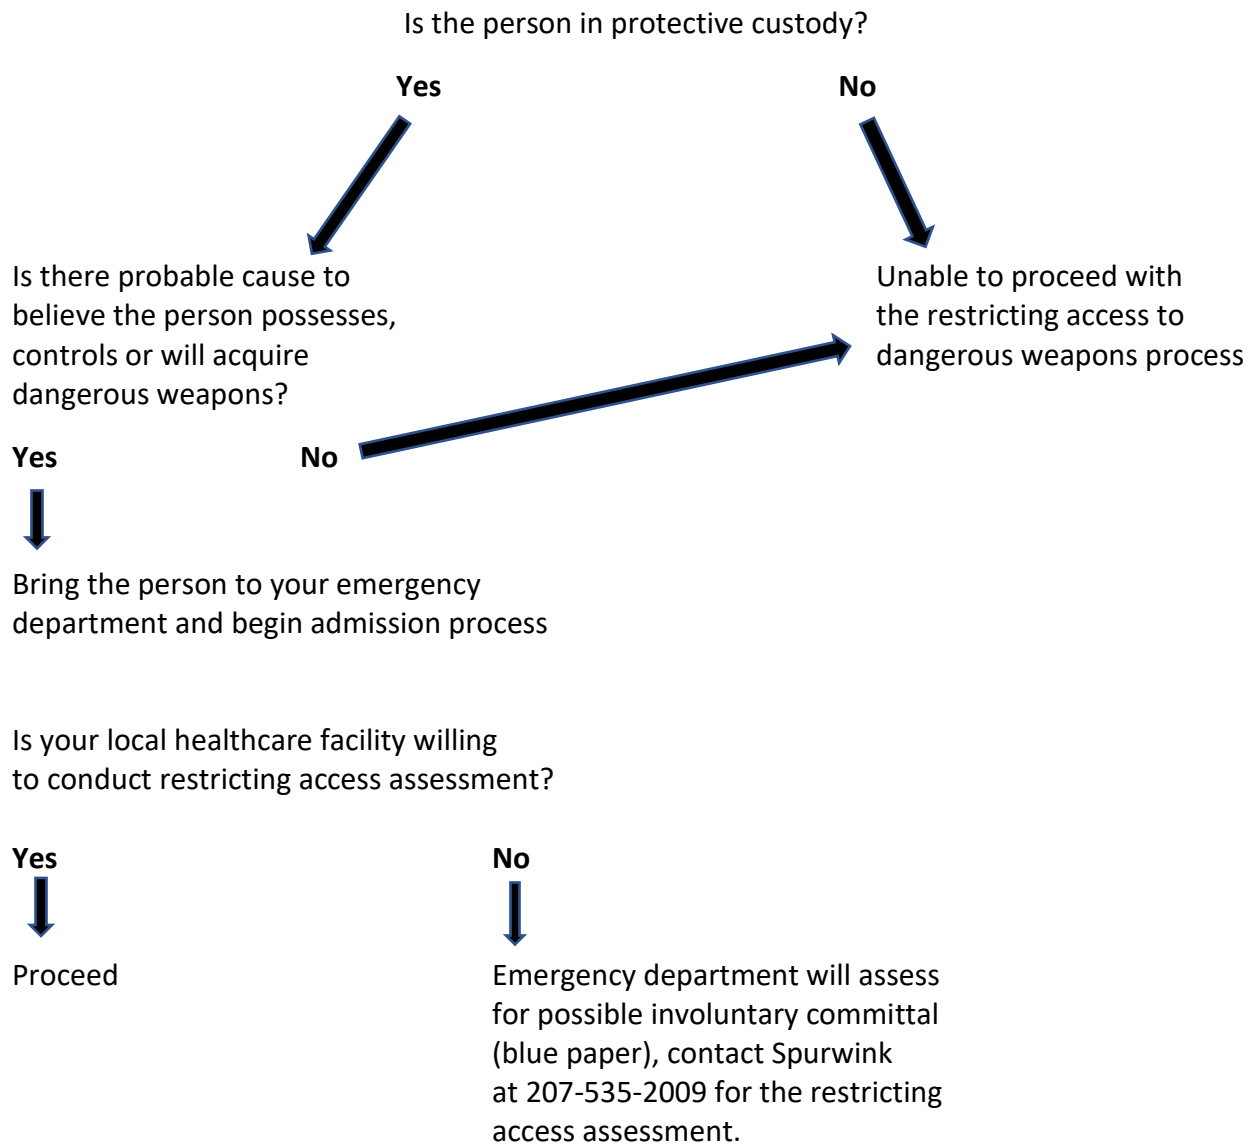 Is the person in protective custody?
Yes
No
Is there probable cause to
believe the person possesses,
controls or will acquire
dangerous weapons?
Unable to proceed with
the restricting access to
dangerous weapons process
Yes
No
Bring the person to your emergency
department and begin admission process
Is your local healthcare facility willing
to conduct restricting access assessment?
Yes
No
Proceed
Emergency department will assess
for possible involuntary committal
(blue paper), contact Spurwink
at 207-535-2009 for the restricting
access assessment.